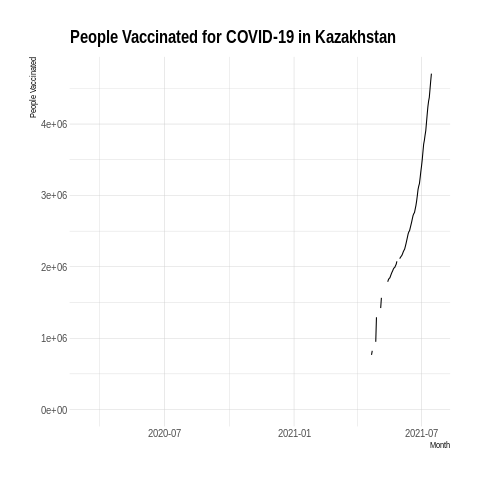 People Vaccinated for COVID-19 in Kazakhstan
People Vaccinated
4e+06
3e+06
2e+06
1e+06
0e+00
2020-07
2021-01
2021-07
Month